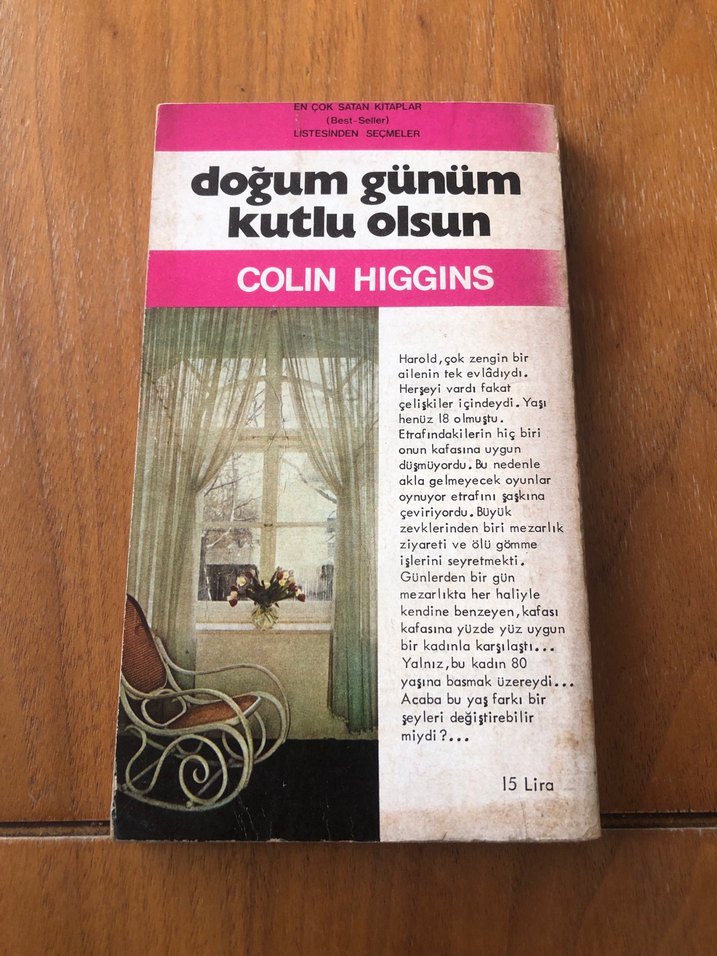 EN ÇOK SATAN KİTAPLAR
(Best-Seller)
LİSTESİNDEN SEÇMELER
doğum günüm
kutlu olsun
COLIN HIGGINS
Harold,çok zengin bir
ailenin tek evlâdıydı.
Herşeyi vardı fakat
çelişkiler içindeydi.Yaşı
henüz 18 olmuştu.
Etrafındakilerin hiç biri
onun kafasına uygun
düşmüyordu.Bu nedenle
akla gelmeyecek oyunlar
oynuyor etrafını şaşkına
çeviriyordu.Büyük
zevklerinden biri mezarlık
ziyareti ve ölü gömme
işlerini seyretmekti.
Günlerden bir gün
mezarlıkta her haliyle
kendine benzeyen,kafası
kafasına yüzde yüz uygun
bir kadınla karşılaştı...
Yalnız,bu kadın 80
yaşına basmak üzereydi...
Acaba bu yaş farkı bir
şeyleri değiştirebilir
miydi?...
15 Lira